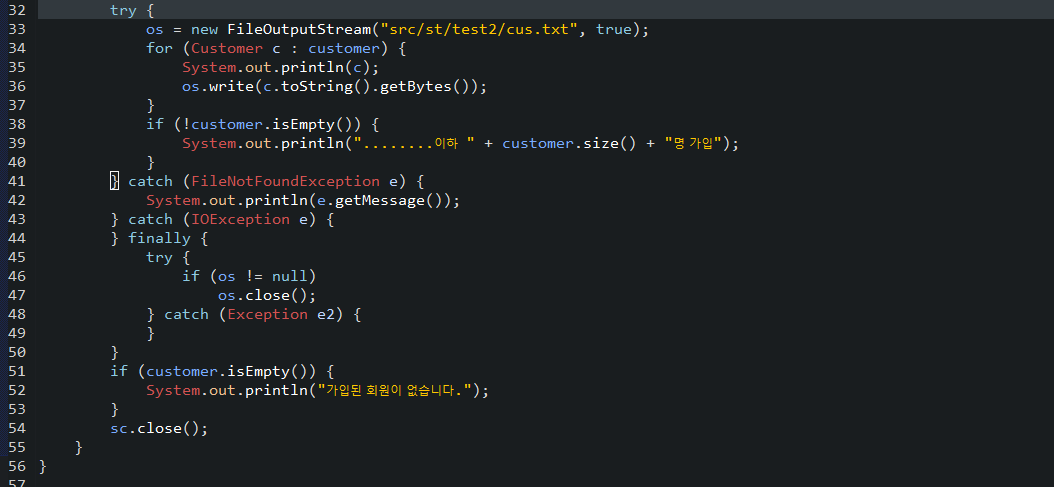 32 try {
33 os = new FileOutputStream("src/st/test2/cus.txt", true);
34 for (Customer c : customer) {
35 System.out.println(c);
36 os.write(c.toString().getBytes());
37 }
38 if (!customer.isEmpty()) {
39 System.out.println("........이하 " + customer.size() + "명 가입");
40 }
41 } catch (FileNotFoundException e) {
42 System.out.println(e.getMessage());
43 } catch (IOException e) {
44 } finally {
45 try {
46 if (os != null)
47 os.close();
48 } catch (Exception e2) {
49 }
50 }
51 if (customer.isEmpty()) {
52 System.out.println("가입된 회원이 없습니다.");
53 }
54 sc.close();
55 }
56 }
57